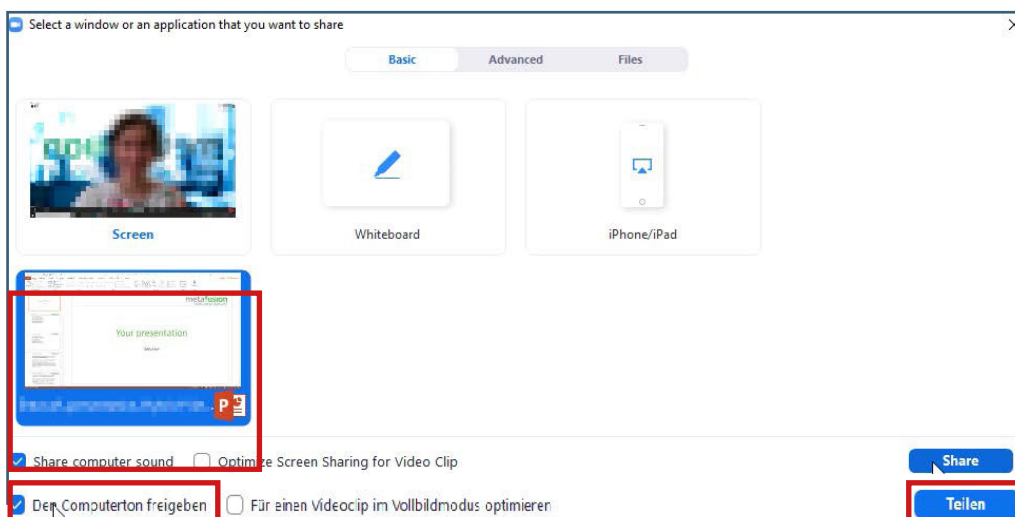 Select a window or an application that you want to share
Basic Advanced Files
Screen Whiteboard iPhone/iPad
metafusion
Your presentation
P
Share computer sound Optimize Screen Sharing for Video Clip Share
Den Computerton freigeben Für einen Videoclip im Vollbildmodus optimieren Teilen